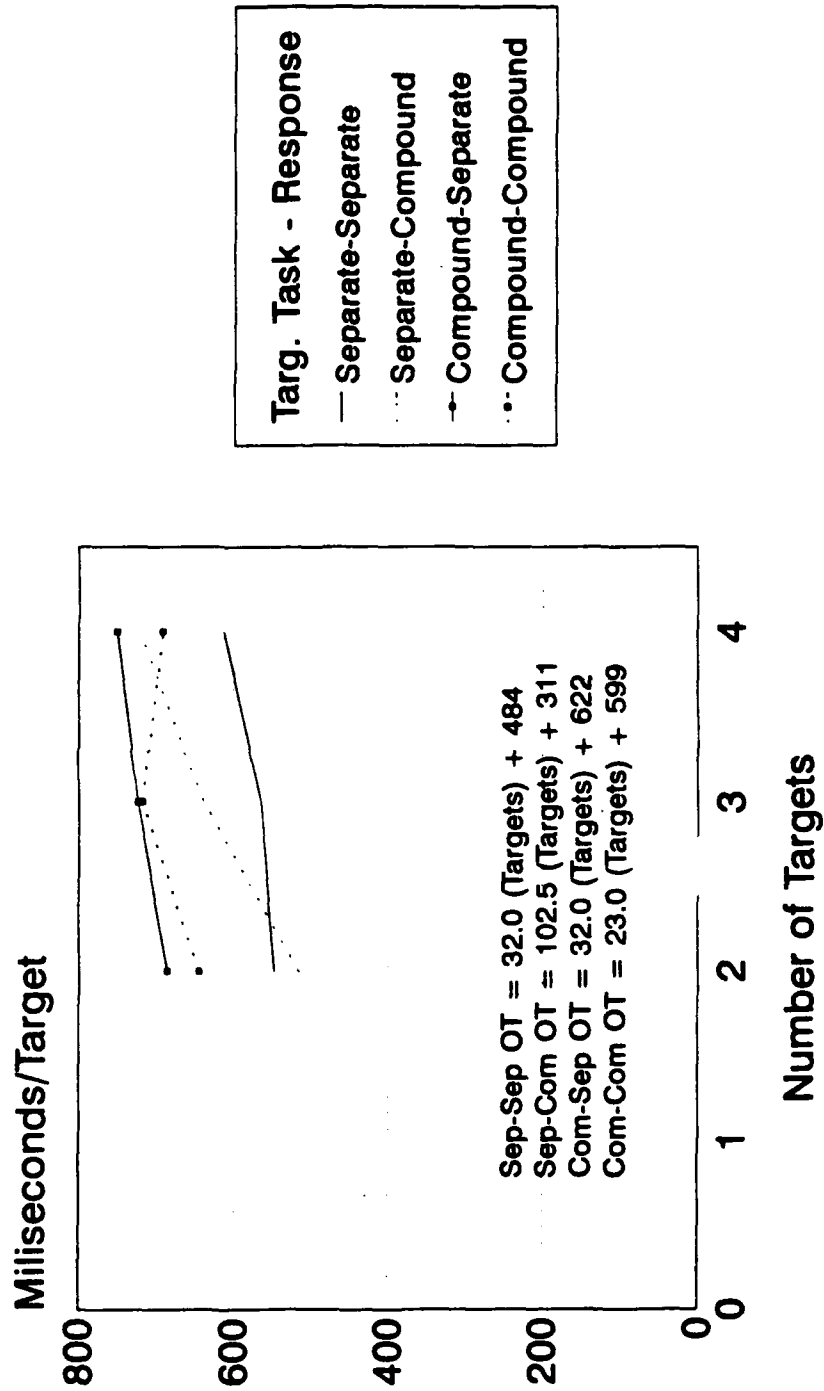 Miliseconds/Target
800
600
400
200
0
Sep-Sep OT = 32.0 (Targets) + 484
Sep-Com OT = 102.5 (Targets) + 311
Com-Sep OT = 32.0 (Targets) + 622
Com-Com OT = 23.0 (Targets) + 599
0 1 2 3 4
Number of Targets
Targ. Task - Response
Separate-Separate
Separate-Compound
Compound-Separate
Compound-Compound